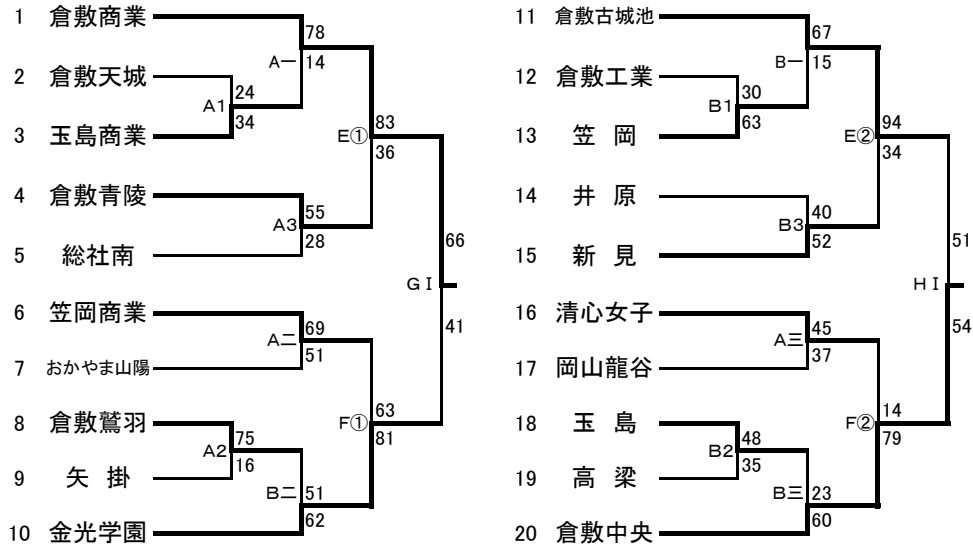 1 倉敷商業
78
A一 14
2 倉敷天城
24
A1
34
3 玉島商業
83
E①
36
4 倉敷青陵
55
A3
28
5 総社南
66
GⅠ
41
6 笠岡商業
69
A二
51
7 おかやま山陽
63
F①
81
8 倉敷鷲羽
75
A2
16
9 矢 掛
51
B二
62
10 金光学園
11 倉敷古城池
67
B一 15
12 倉敷工業
30
B1
63
13 笠 岡
94
E②
34
14 井 原
40
B3
52
15 新 見
51
HⅠ
54
16 清心女子
45
A三
37
17 岡山龍谷
14
F②
79
18 玉 島
48
B2
35
19 高 梁
23
B三
60
20 倉敷中央